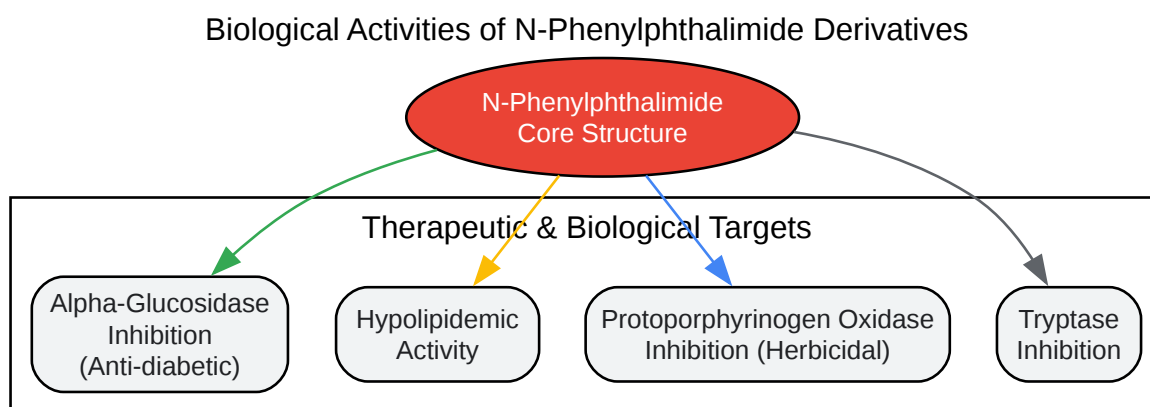 Biological Activities of N-Phenylphthalimide Derivatives
N-Phenylphthalimide
Core Structure
Therapeutic & Biological Targets
Alpha-Glucosidase
Inhibition
(Anti-diabetic)
Hypolipidemic
Activity
Protoporphyrinogen Oxidase
Inhibition (Herbicidal)
Tryptase
Inhibition